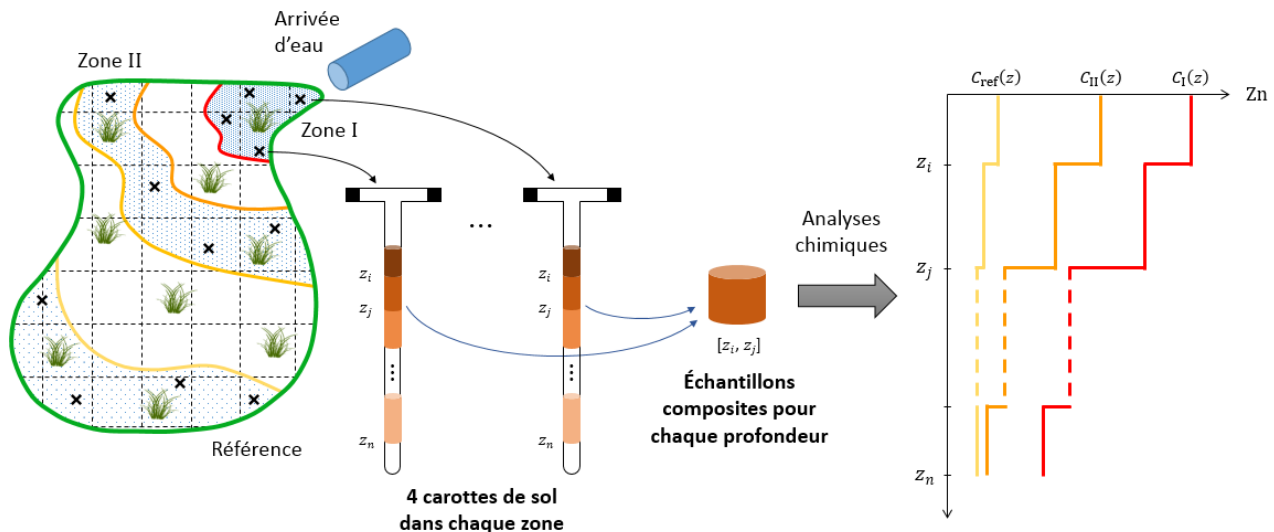 Arrivée
d’eau
Zone II
Zone I
Référence
...
z_i
z_j
z_n
z_i
z_j
z_n
4 carottes de sol
dans chaque zone
[z_i, z_j]
Échantillons
composites pour
chaque profondeur
Analyses
chimiques
C_ref(z)
C_II(z)
C_I(z)
Zn
z_i
z_j
z_n